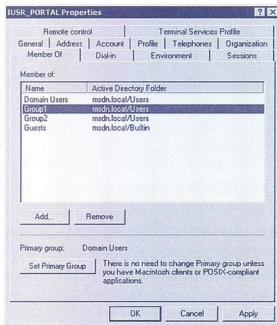 IUSR_PORTAL Properties
Remote control Terminal Services Profile
General Address Account Profile Telephones Organization
Member Of Dial-in Environment Sessions
Member of:
Name Active Directory Folder
Domain Users msdn.local/Users
Group1 msdn.local/Users
Group2 msdn.local/Users
Guests msdn.local/Builtin
Add... Remove
Primary group: Domain Users
Set Primary Group
There is no need to change Primary group unless
you have Macintosh clients or POSIX-compliant
applications.
OK Cancel Apply